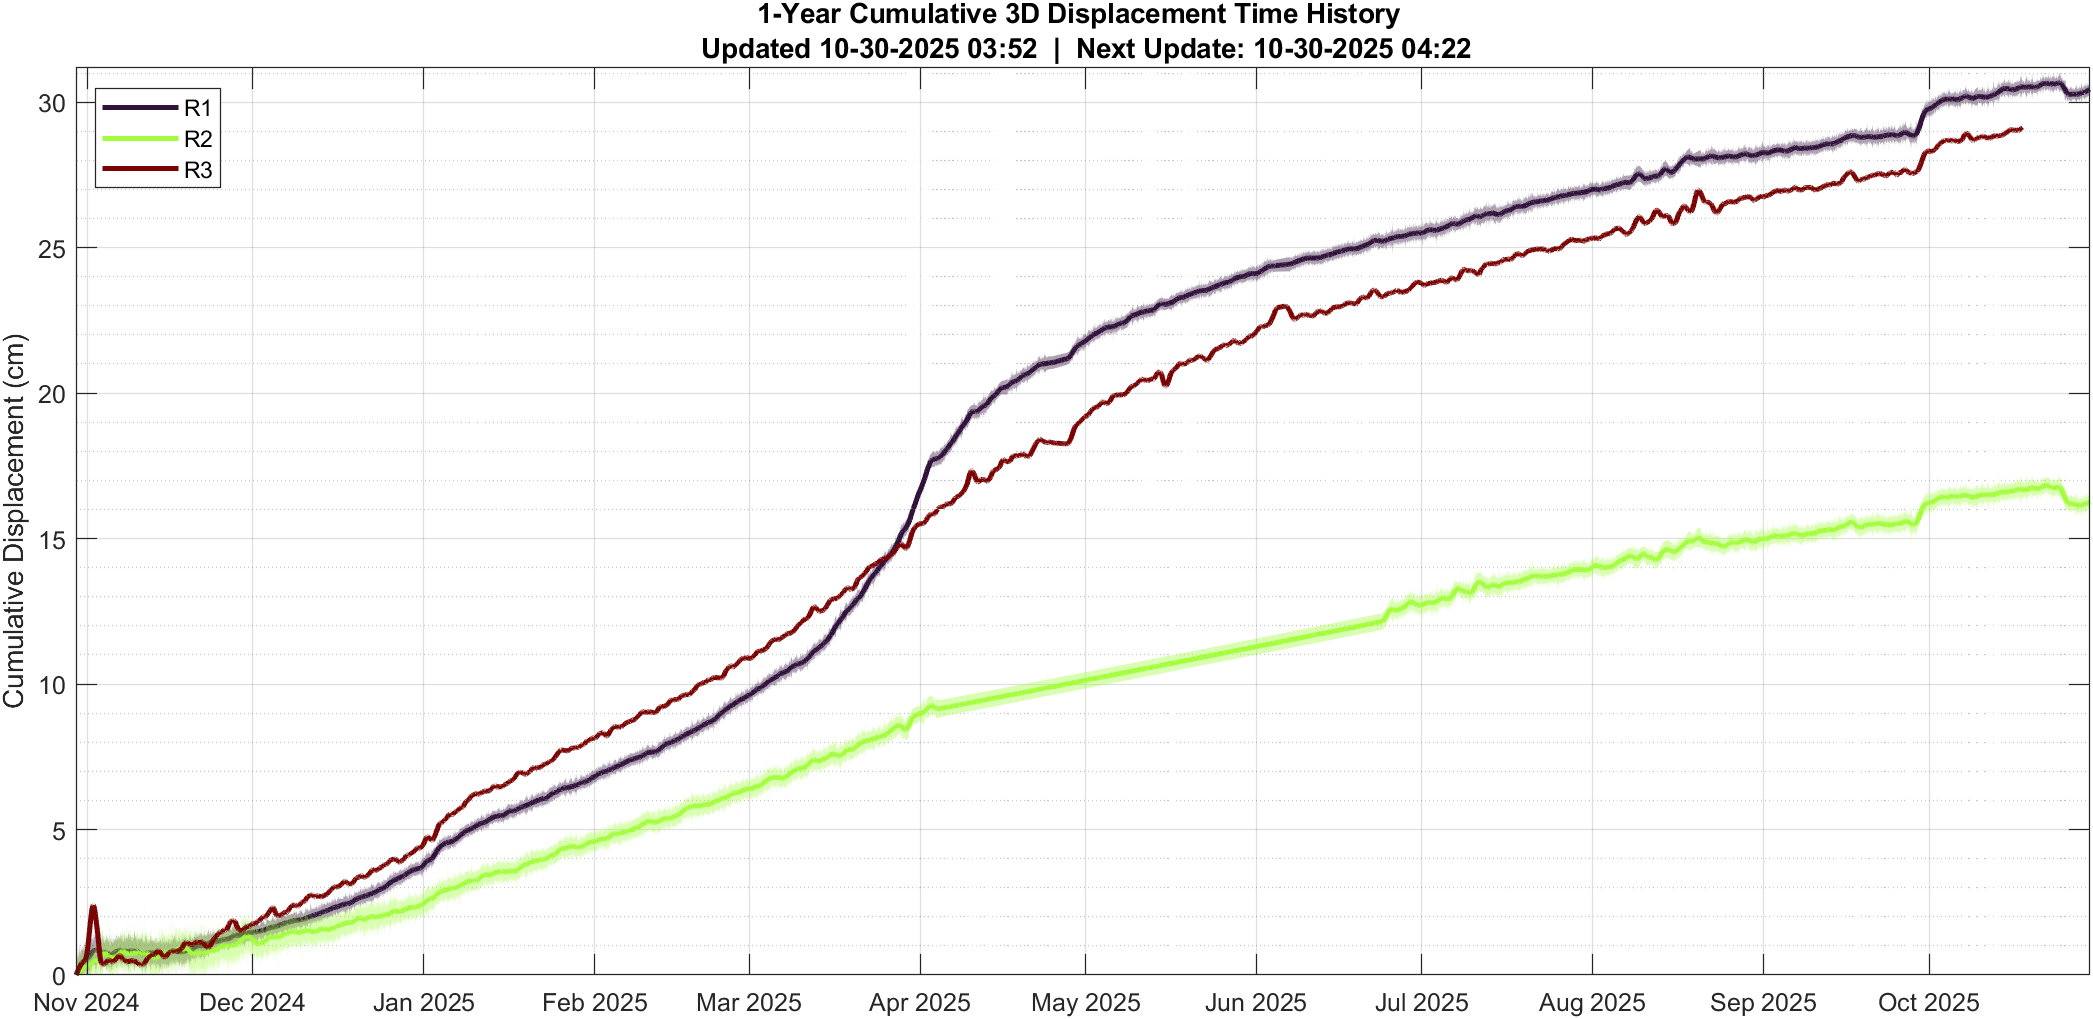 1-Year Cumulative 3D Displacement Time History
Updated 10-30-2025 03:52 | Next Update: 10-30-2025 04:22
R1
R2
R3
Cumulative Displacement (cm)
30
25
20
15
10
5
0
Nov 2024 Dec 2024 Jan 2025 Feb 2025 Mar 2025 Apr 2025 May 2025 Jun 2025 Jul 2025 Aug 2025 Sep 2025 Oct 2025